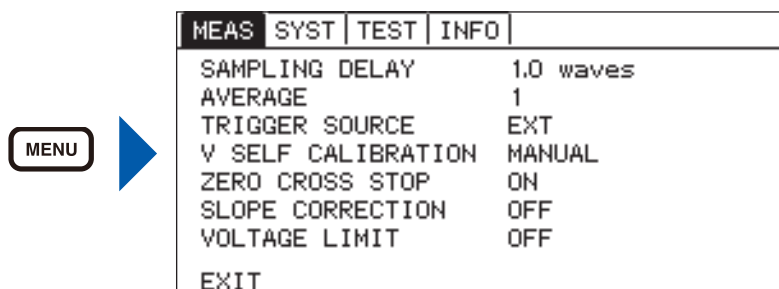 MENU
MEAS SYST TEST INFO
SAMPLING DELAY 1.0 waves
AVERAGE 1
TRIGGER SOURCE EXT
V SELF CALIBRATION MANUAL
ZERO CROSS STOP ON
SLOPE CORRECTION OFF
VOLTAGE LIMIT OFF
EXIT